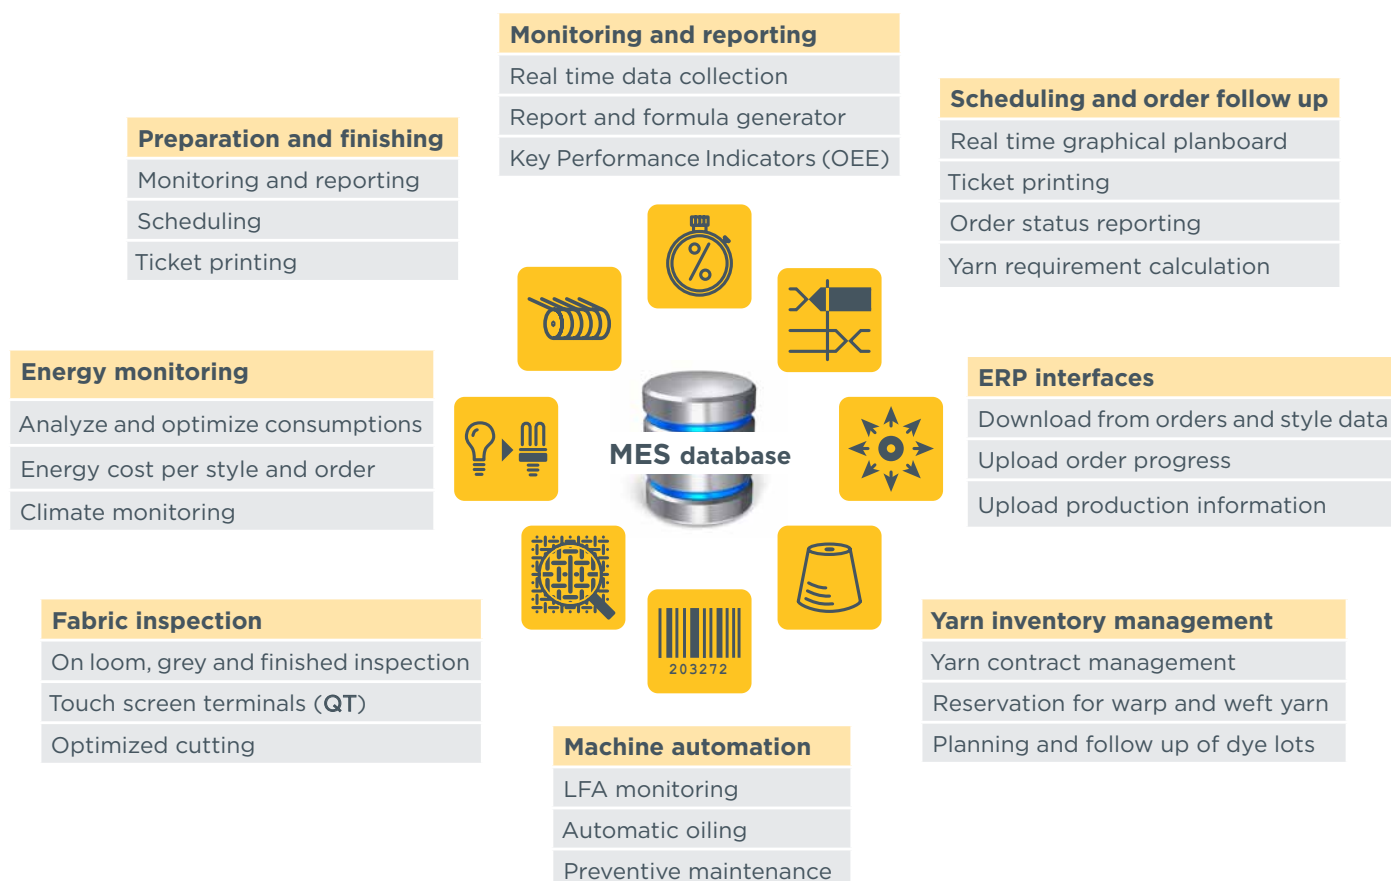 Monitoring and reporting
Real time data collection
Report and formula generator
Key Performance Indicators (OEE)
Scheduling and order follow up
Real time graphical planboard
Ticket printing
Order status reporting
Yarn requirement calculation
Preparation and finishing
Monitoring and reporting
Scheduling
Ticket printing
Energy monitoring
Analyze and optimize consumptions
Energy cost per style and order
Climate monitoring
MES database
ERP interfaces
Download from orders and style data
Upload order progress
Upload production information
Fabric inspection
On loom, grey and finished inspection
Touch screen terminals (QT)
Optimized cutting
203272
Yarn inventory management
Yarn contract management
Reservation for warp and weft yarn
Planning and follow up of dye lots
Machine automation
LFA monitoring
Automatic oiling
Preventive maintenance